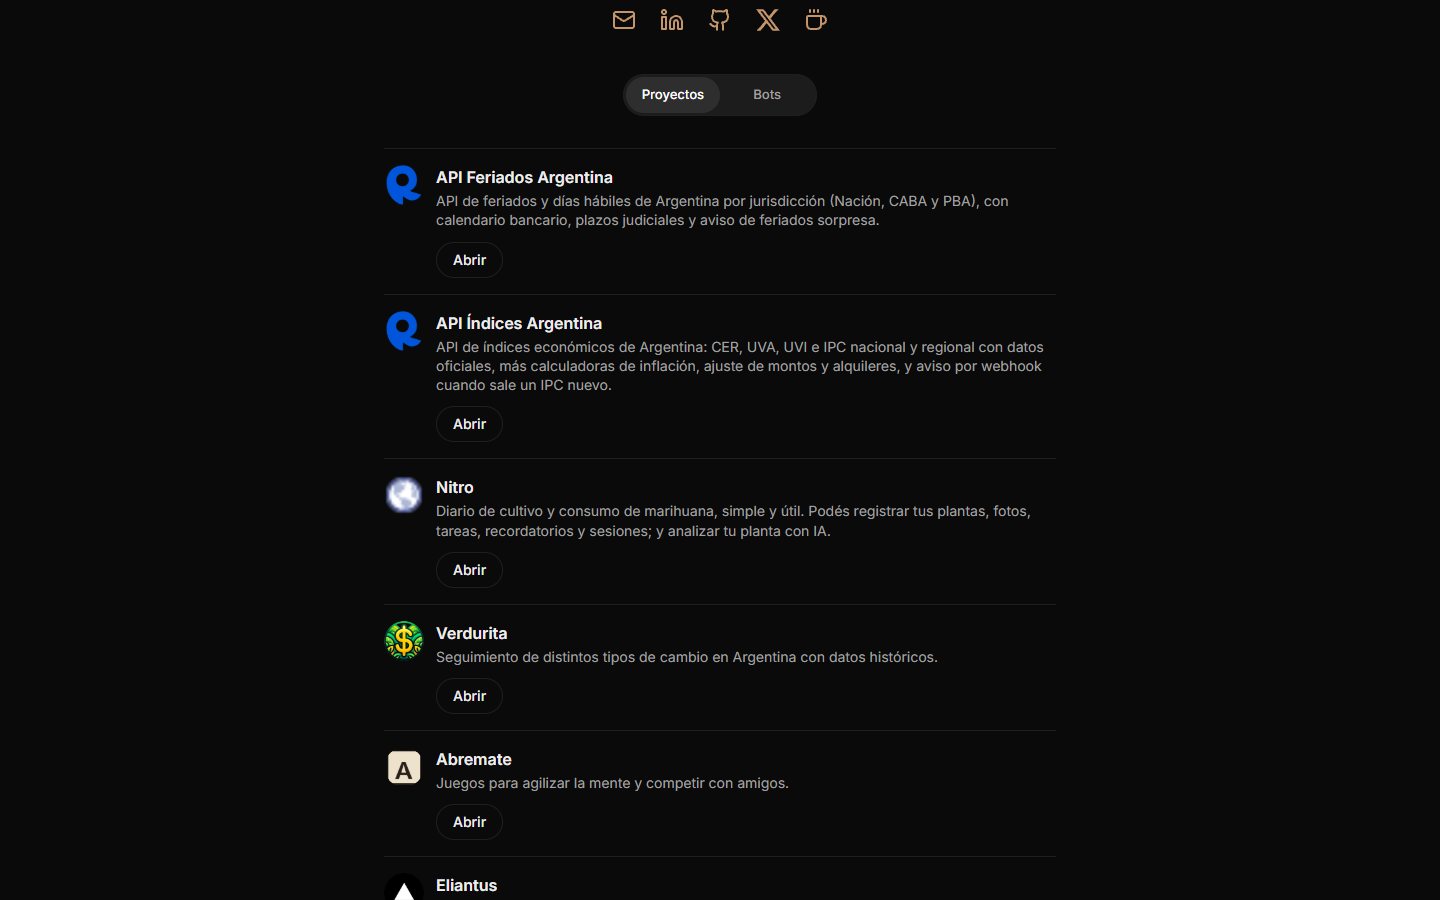 Proyectos
Bots
API Feriados Argentina
API de feriados y días hábiles de Argentina por jurisdicción (Nación, CABA y PBA), con
calendario bancario, plazos judiciales y aviso de feriados sorpresa.
Abrir
API Índices Argentina
API de índices económicos de Argentina: CER, UVA, UVI e IPC nacional y regional con datos
oficiales, más calculadoras de inflación, ajuste de montos y alquileres, y aviso por webhook
cuando sale un IPC nuevo.
Abrir
Nitro
Diario de cultivo y consumo de marihuana, simple y útil. Podés registrar tus plantas, fotos,
tareas, recordatorios y sesiones; y analizar tu planta con IA.
Abrir
Verdurita
Seguimiento de distintos tipos de cambio en Argentina con datos históricos.
Abrir
A
Abremate
Juegos para agilizar la mente y competir con amigos.
Abrir
Eliantus